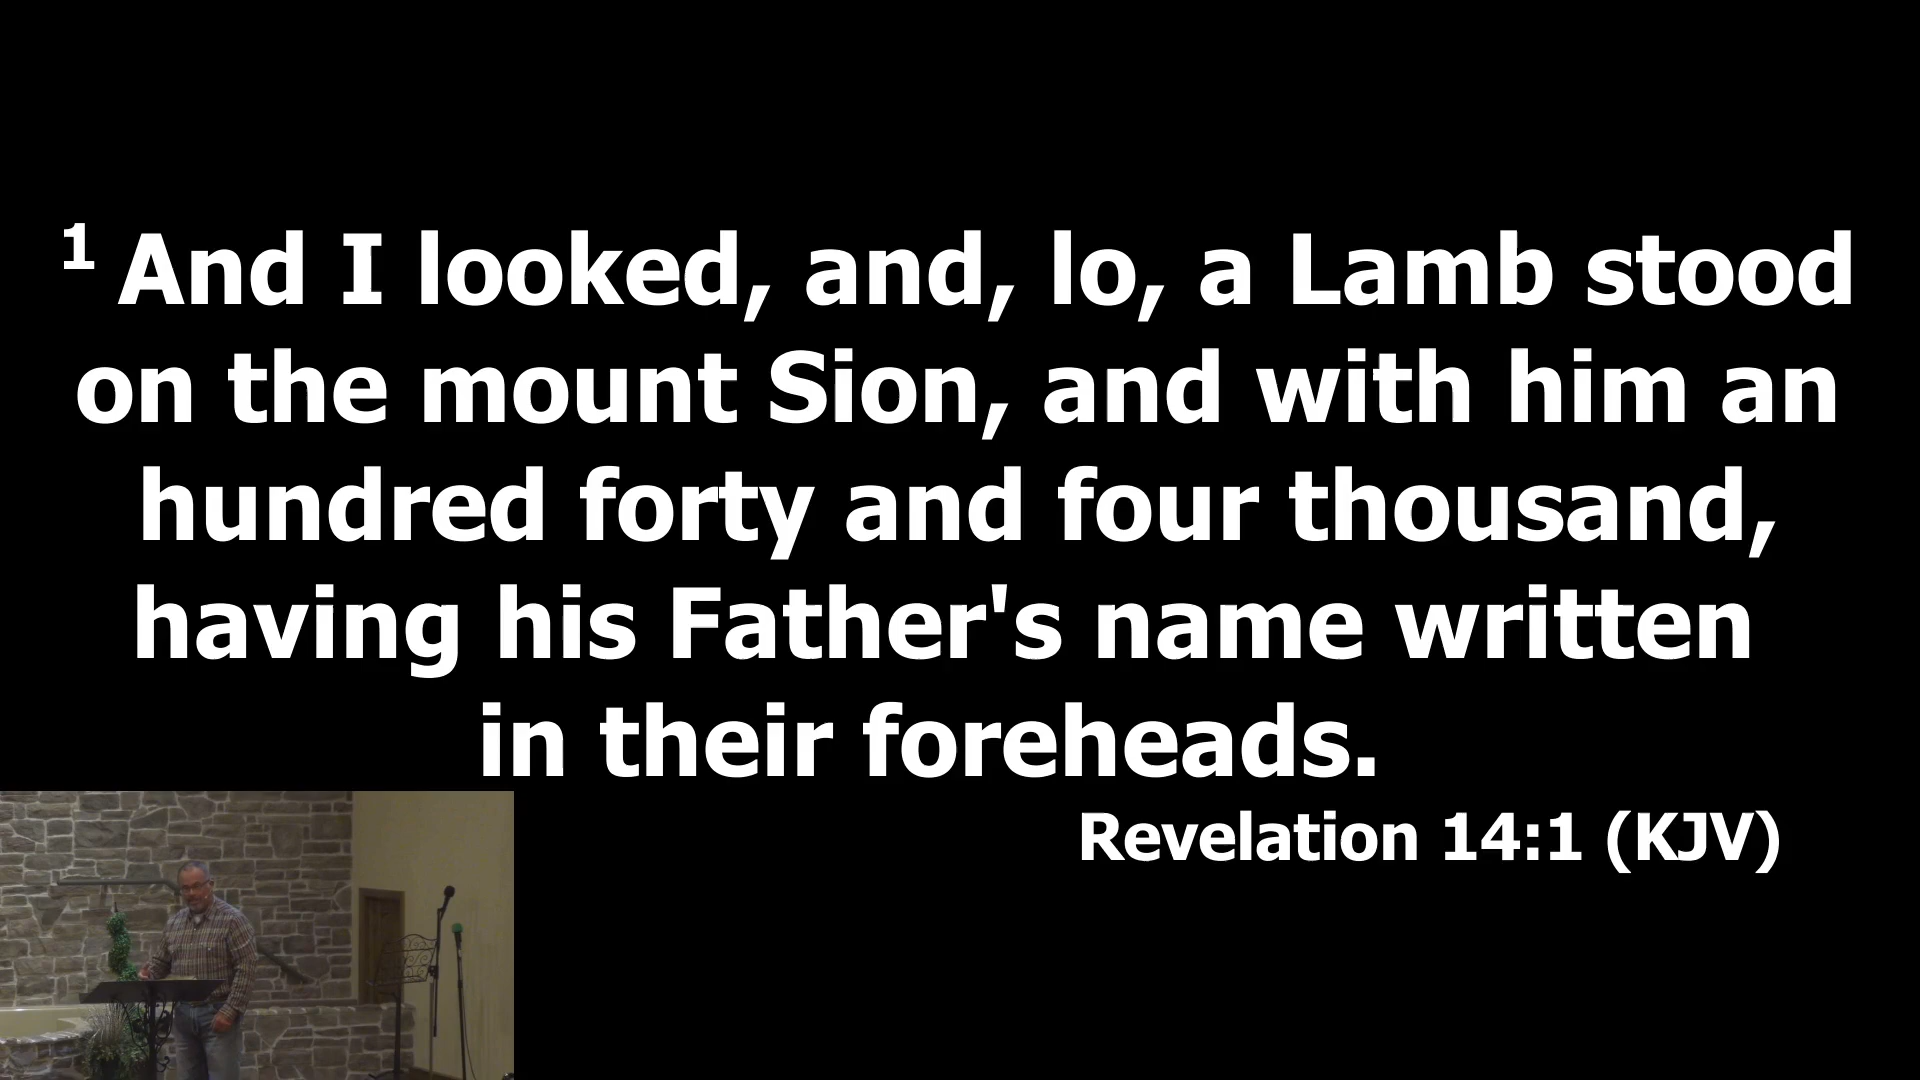 1 And I looked, and, lo, a Lamb stood
on the mount Sion, and with him an
hundred forty and four thousand,
having his Father's name written
in their foreheads.
Revelation 14:1 (KJV)